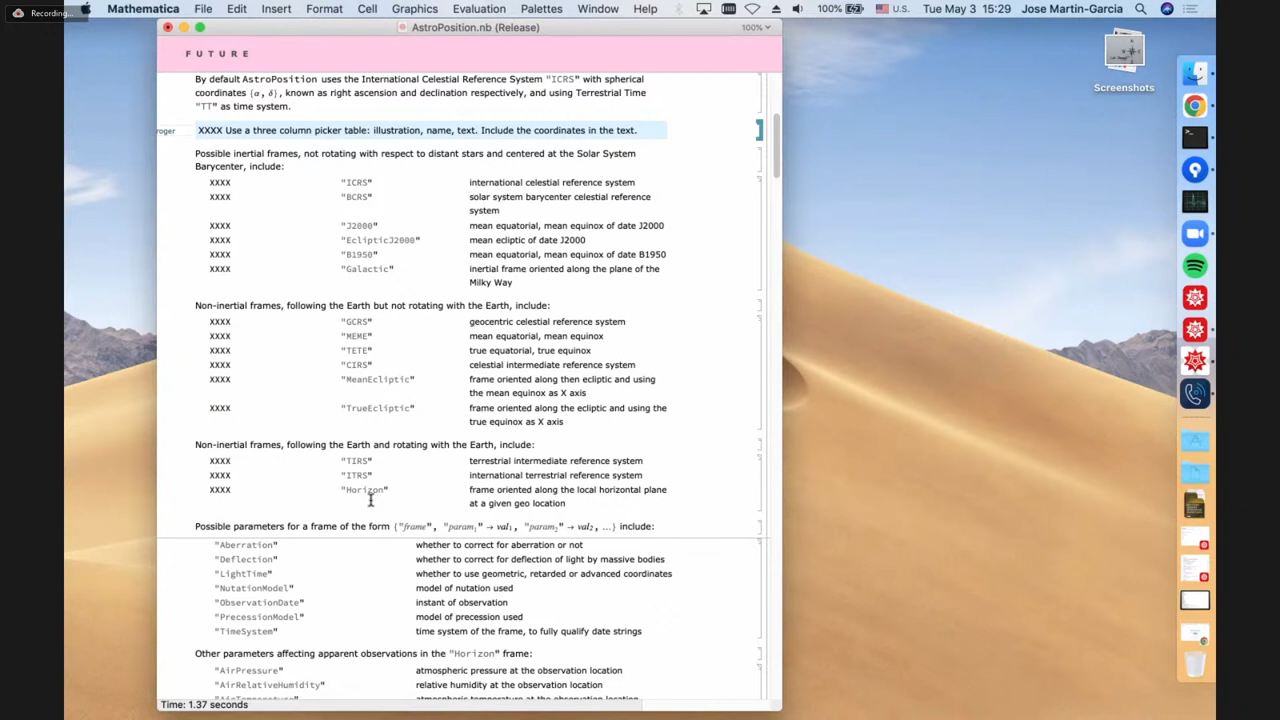 Recording...
Mathematica File Edit Insert Format Cell Graphics Evaluation Palettes Window Help 100% U.S. Tue May 3 15:29 Jose Martin-Garcia
AstroPosition.nb (Release) 100%
FUTURE
Screenshots
By default AstroPosition uses the International Celestial Reference System "ICRS" with spherical
coordinates {α, δ}, known as right ascension and declination respectively, and using Terrestrial Time
"TT" as time system.
roger XXXX Use a three column picker table: illustration, name, text. Include the coordinates in the text.
Possible inertial frames, not rotating with respect to distant stars and centered at the Solar System
Barycenter, include:
XXXX "ICRS" international celestial reference system
XXXX "BCRS" solar system barycenter celestial reference
system
XXXX "J2000" mean equatorial, mean equinox of date J2000
XXXX "EclipticJ2000" mean ecliptic of date J2000
XXXX "B1950" mean equatorial, mean equinox of date B1950
XXXX "Galactic" inertial frame oriented along the plane of the
Milky Way
Non-inertial frames, following the Earth but not rotating with the Earth, include:
XXXX "GCRS" geocentric celestial reference system
XXXX "MEME" mean equatorial, mean equinox
XXXX "TETE" true equatorial, true equinox
XXXX "CIRS" celestial intermediate reference system
XXXX "MeanEcliptic" frame oriented along then ecliptic and using
the mean equinox as X axis
XXXX "TrueEcliptic" frame oriented along the ecliptic and using the
true equinox as X axis
Non-inertial frames, following the Earth and rotating with the Earth, include:
XXXX "TIRS" terrestrial intermediate reference system
XXXX "ITRS" international terrestrial reference system
XXXX "Horizon" frame oriented along the local horizontal plane
at a given geo location
Possible parameters for a frame of the form {"frame", "param₁" → val₁, "param₂" → val₂, …} include:
"Aberration" whether to correct for aberration or not
"Deflection" whether to correct for deflection of light by massive bodies
"LightTime" whether to use geometric, retarded or advanced coordinates
"NutationModel" model of nutation used
"ObservationDate" instant of observation
"PrecessionModel" model of precession used
"TimeSystem" time system of the frame, to fully qualify date strings
Other parameters affecting apparent observations in the "Horizon" frame:
"AirPressure" atmospheric pressure at the observation location
"AirRelativeHumidity" relative humidity at the observation location
"AirTemperature" atmospheric temperature at the observation location
Time: 1.37 seconds